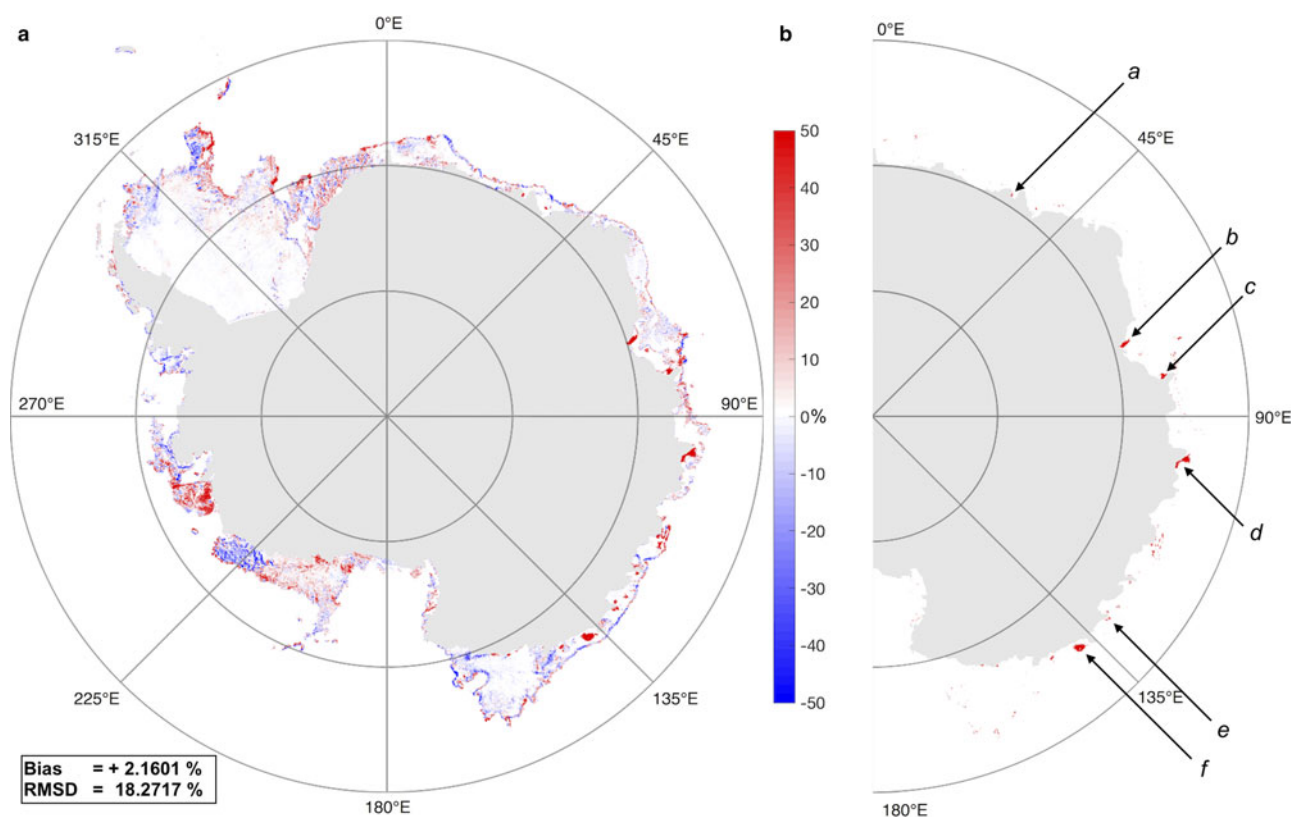 a
0°E
45°E
90°E
135°E
180°E
225°E
270°E
315°E
Bias = + 2.1601 %
RMSD = 18.2717 %
50
40
30
20
10
0%
-10
-20
-30
-40
-50
b
0°E
45°E
90°E
135°E
180°E
a
b
c
d
e
f